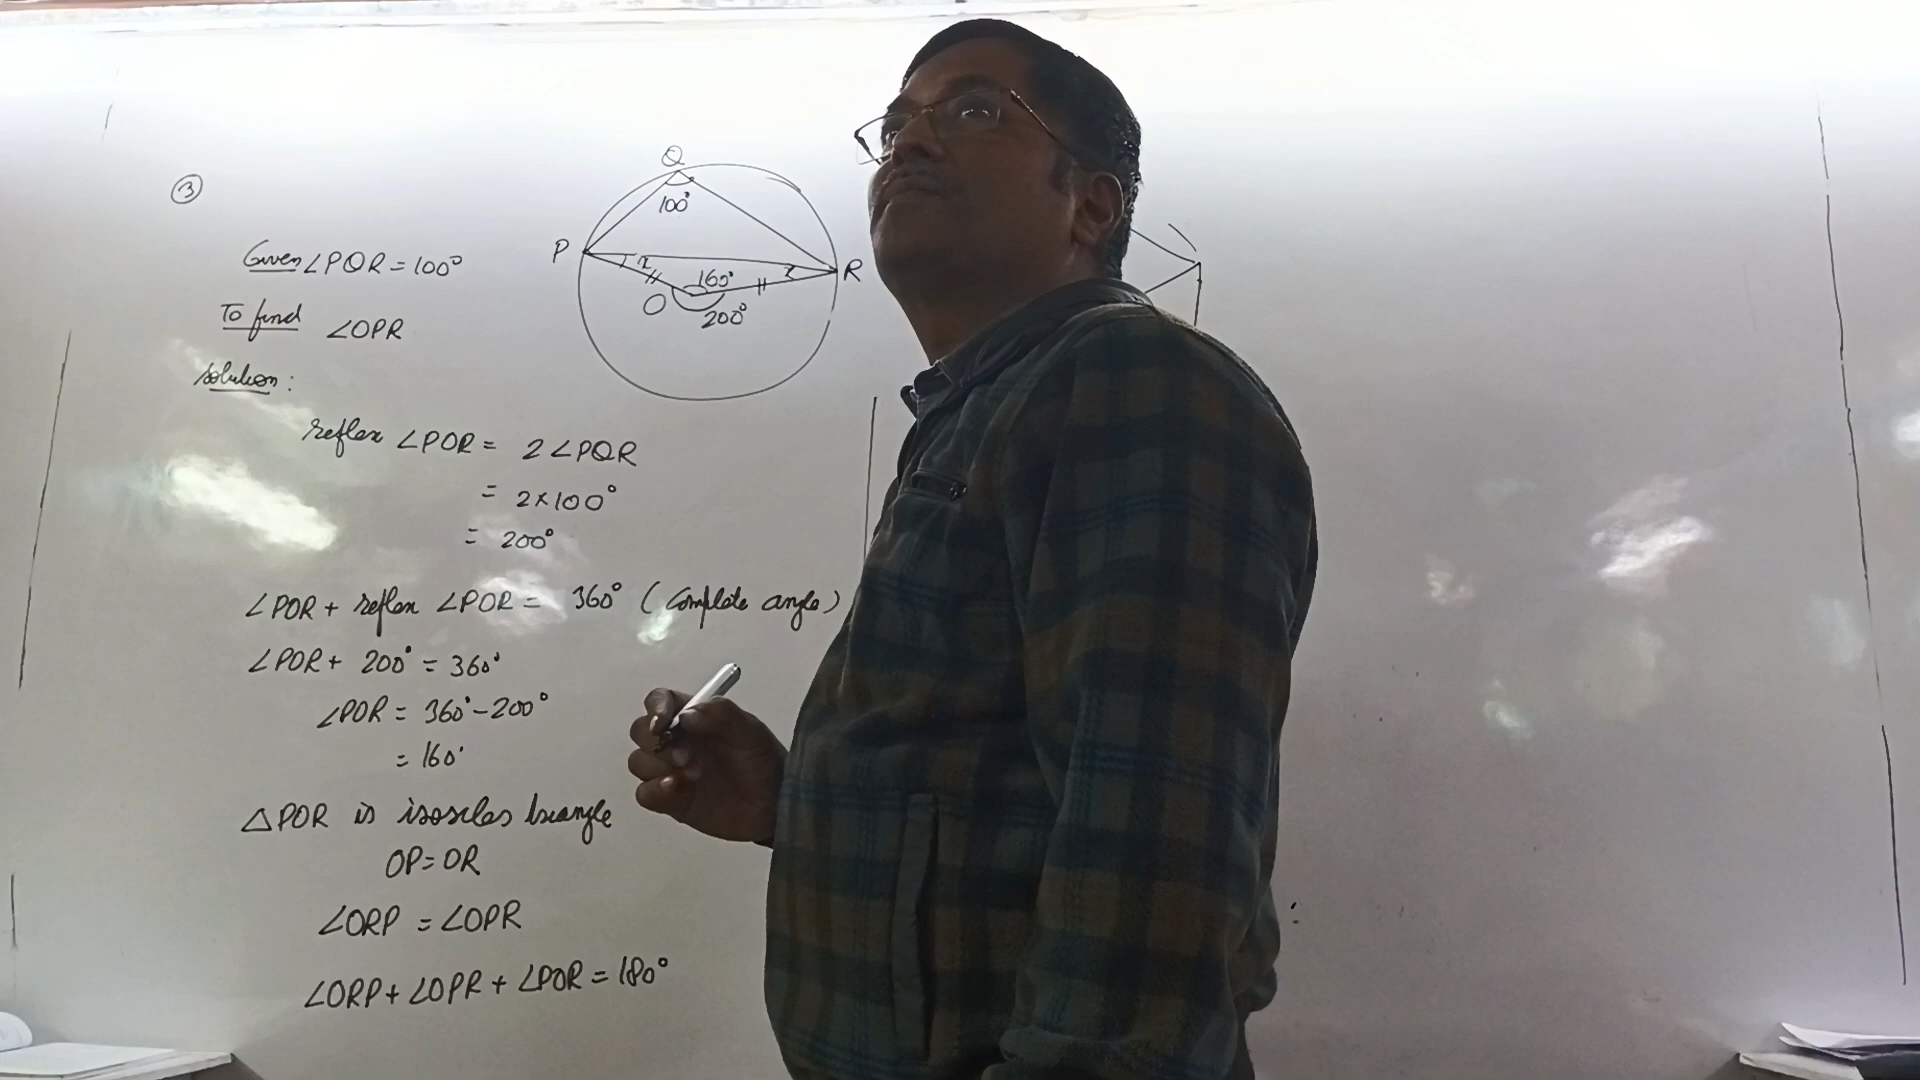 3
Given ∠PQR = 100°
To find ∠OPR
Solution:
reflex ∠POR = 2∠PQR
= 2×100°
= 200°
∠POR + reflex ∠POR = 360° (Complete angle)
∠POR + 200° = 360°
∠POR = 360° - 200°
= 160°
△POR is isosceles triangle
OP = OR
∠ORP = ∠OPR
∠ORP + ∠OPR + ∠POR = 180°
Q
100°
P
x
160°
x
R
O
200°